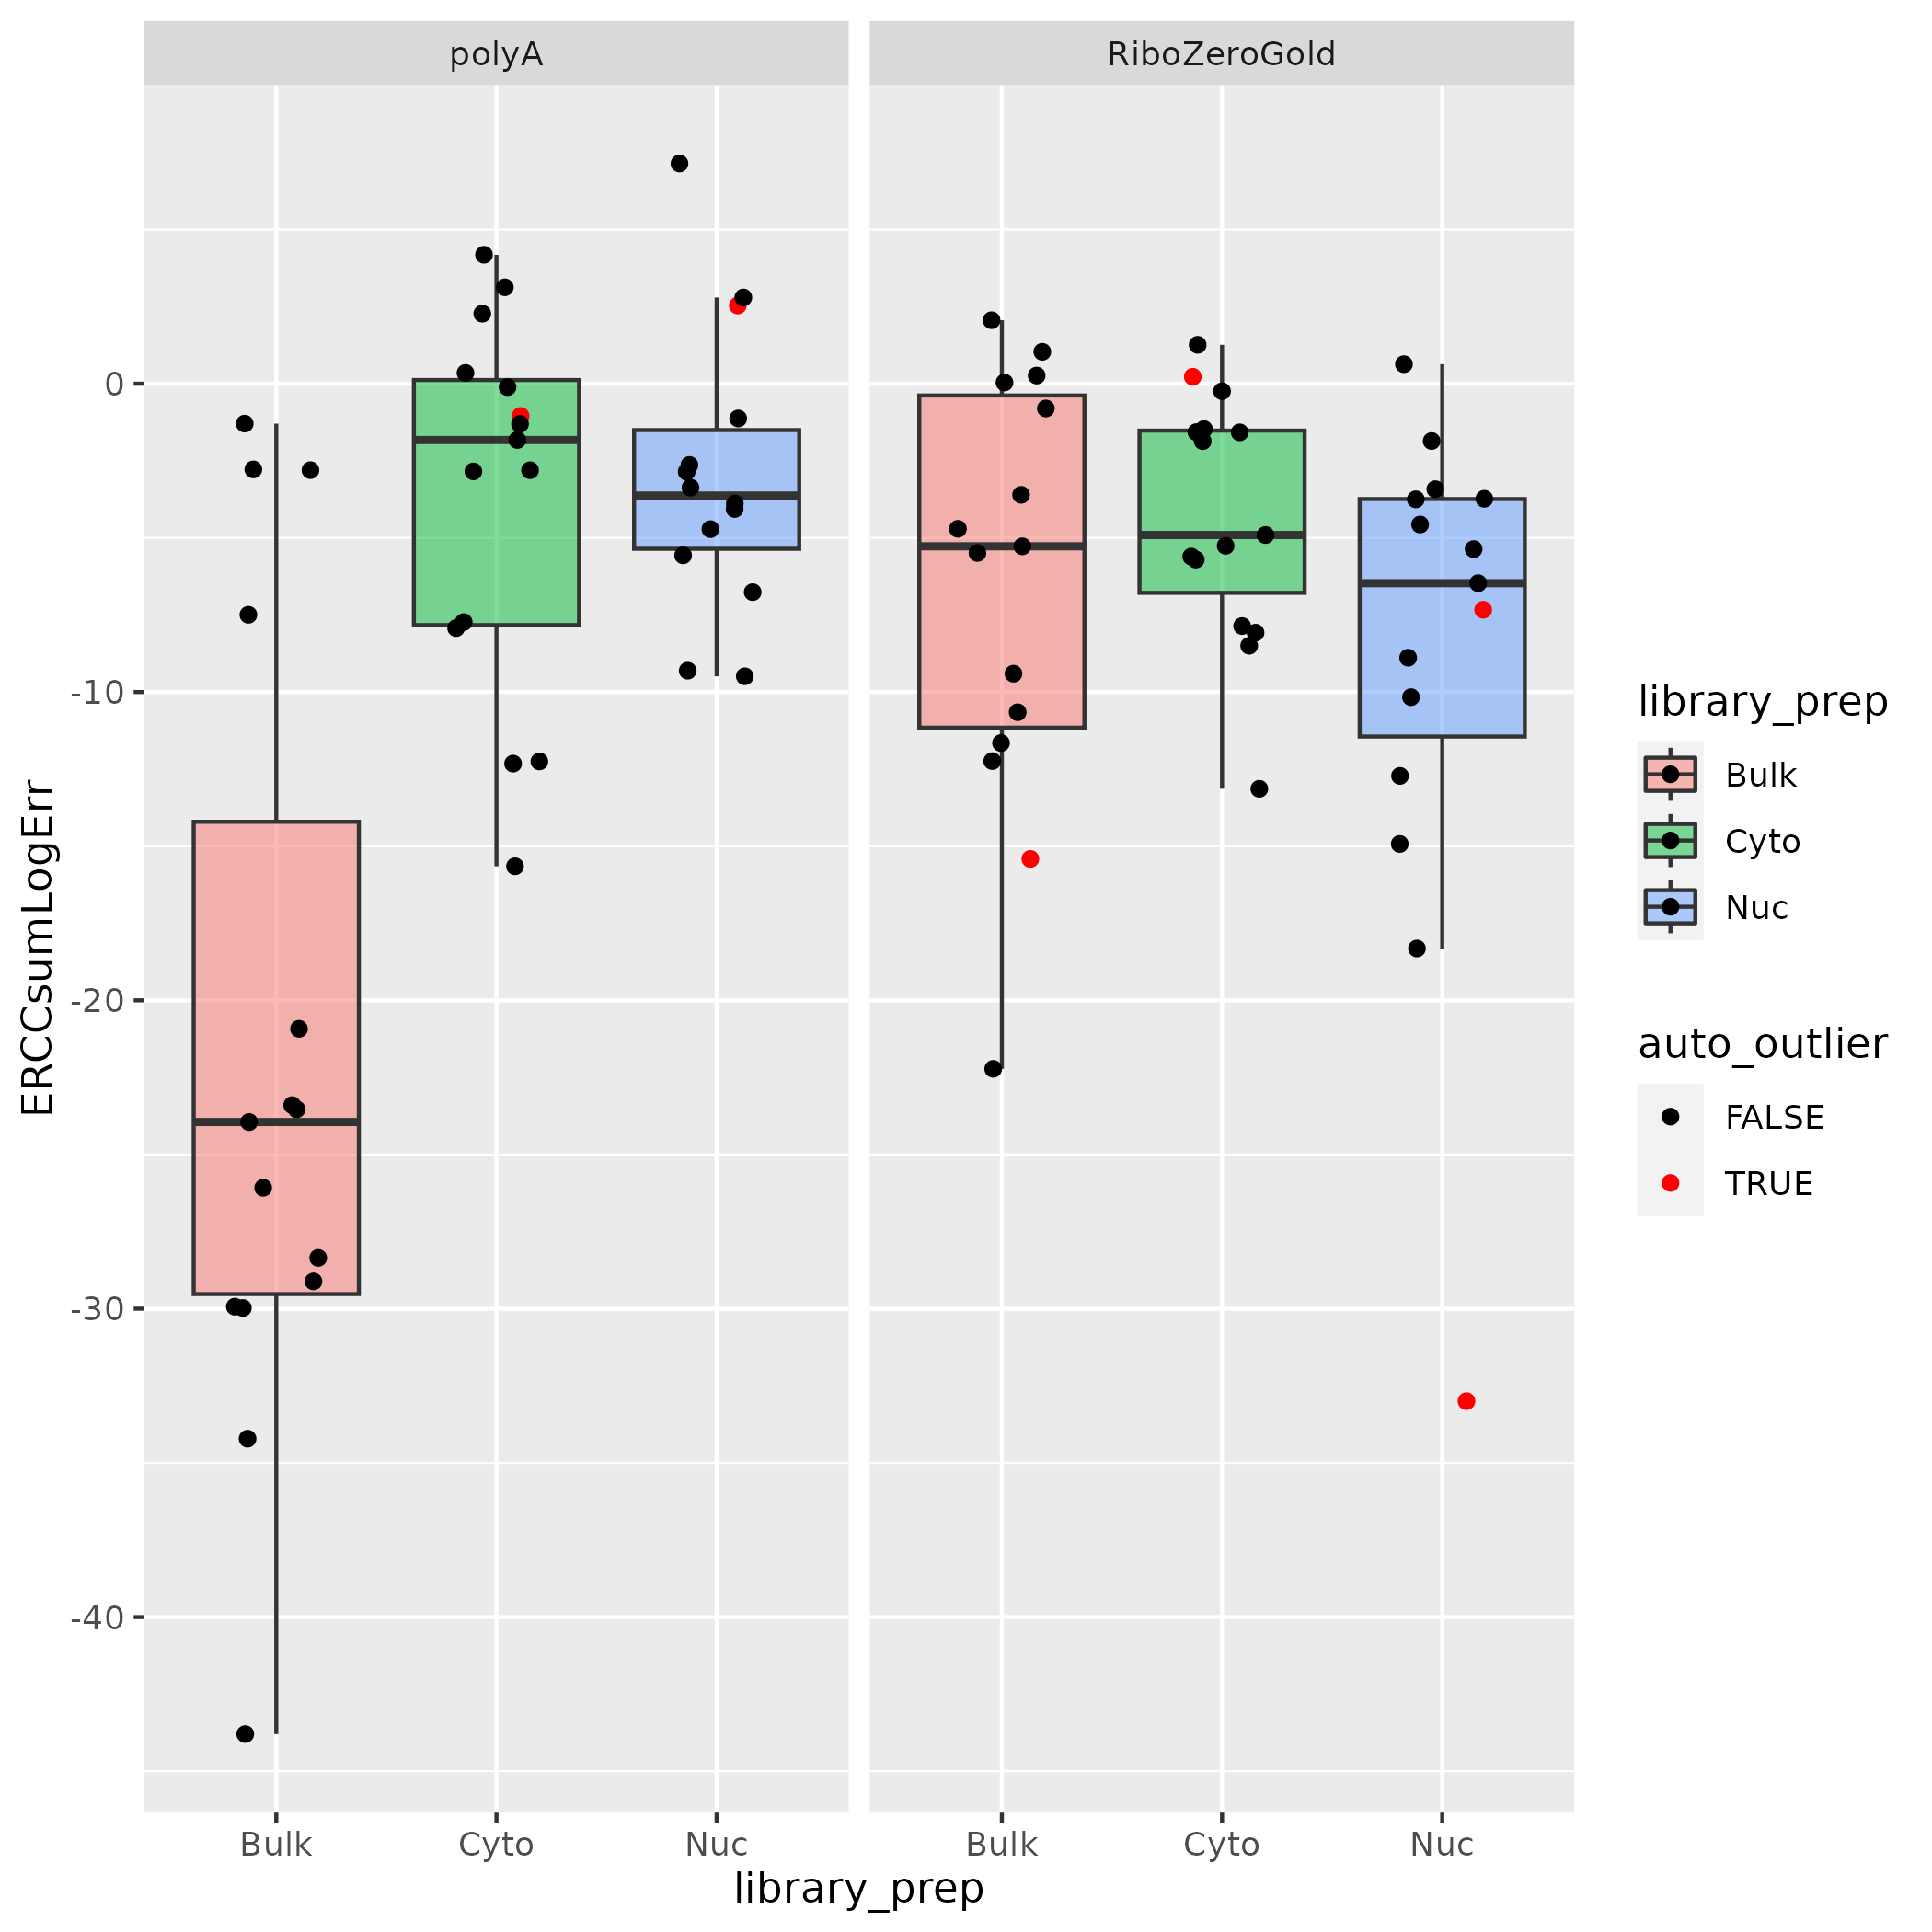 polyA
RiboZeroGold
ERCCsumLogErr
0
-10
-20
-30
-40
Bulk
Cyto
Nuc
Bulk
Cyto
Nuc
library_prep
library_prep
Bulk
Cyto
Nuc
auto_outlier
FALSE
TRUE